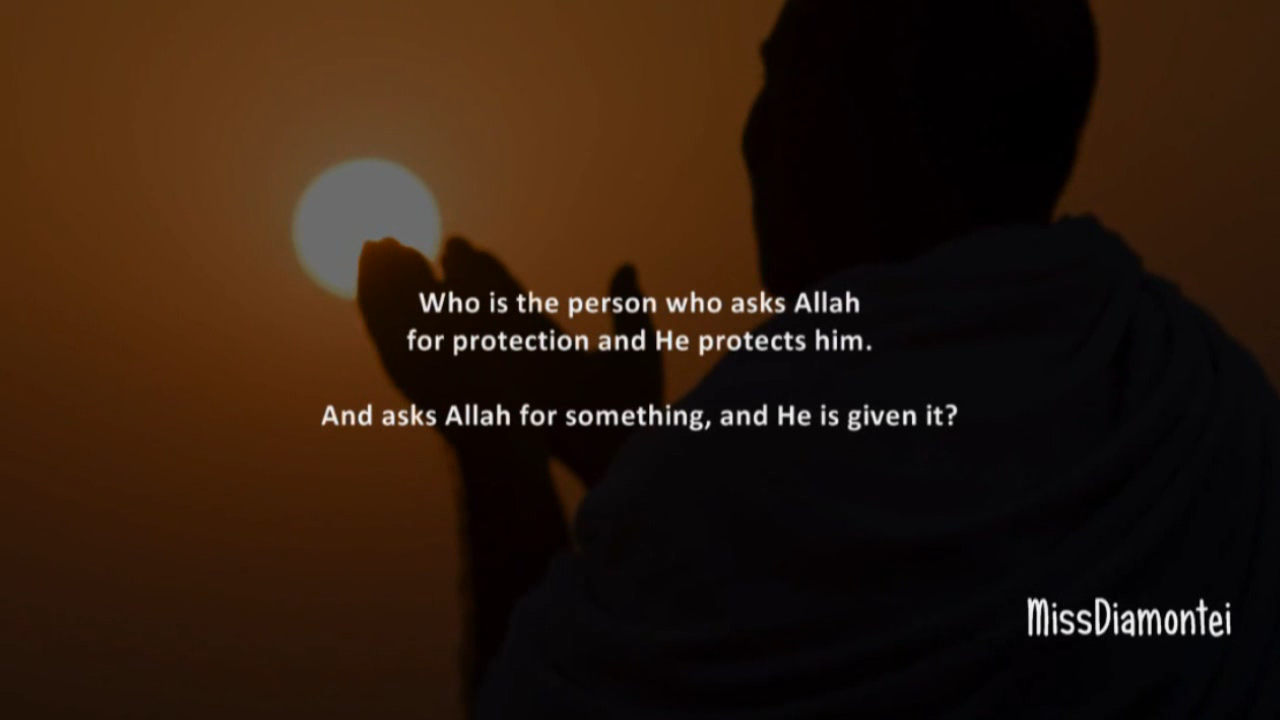 Who is the person who asks Allah
for protection and He protects him.
And asks Allah for something, and He is given it?
MissDiamontei